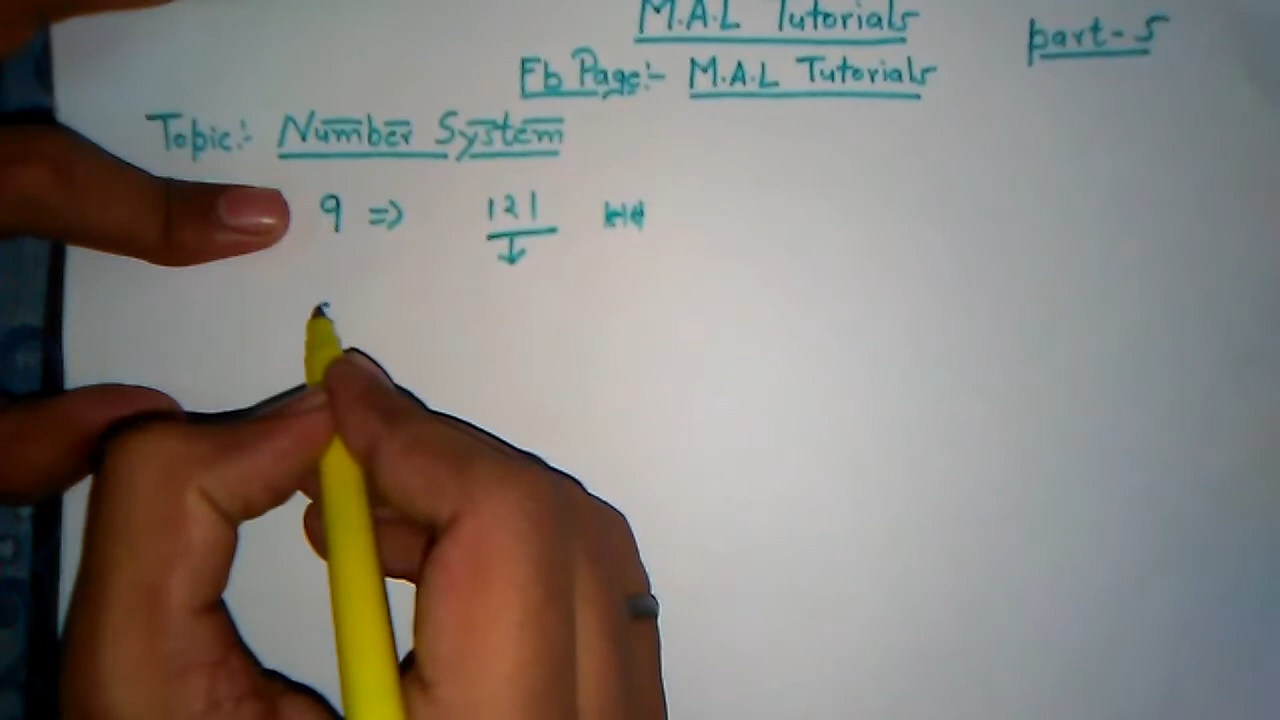 M.A.L Tutorials
part-5
Fb Page:- M.A.L Tutorials
Topic:- Number System
9 => 121